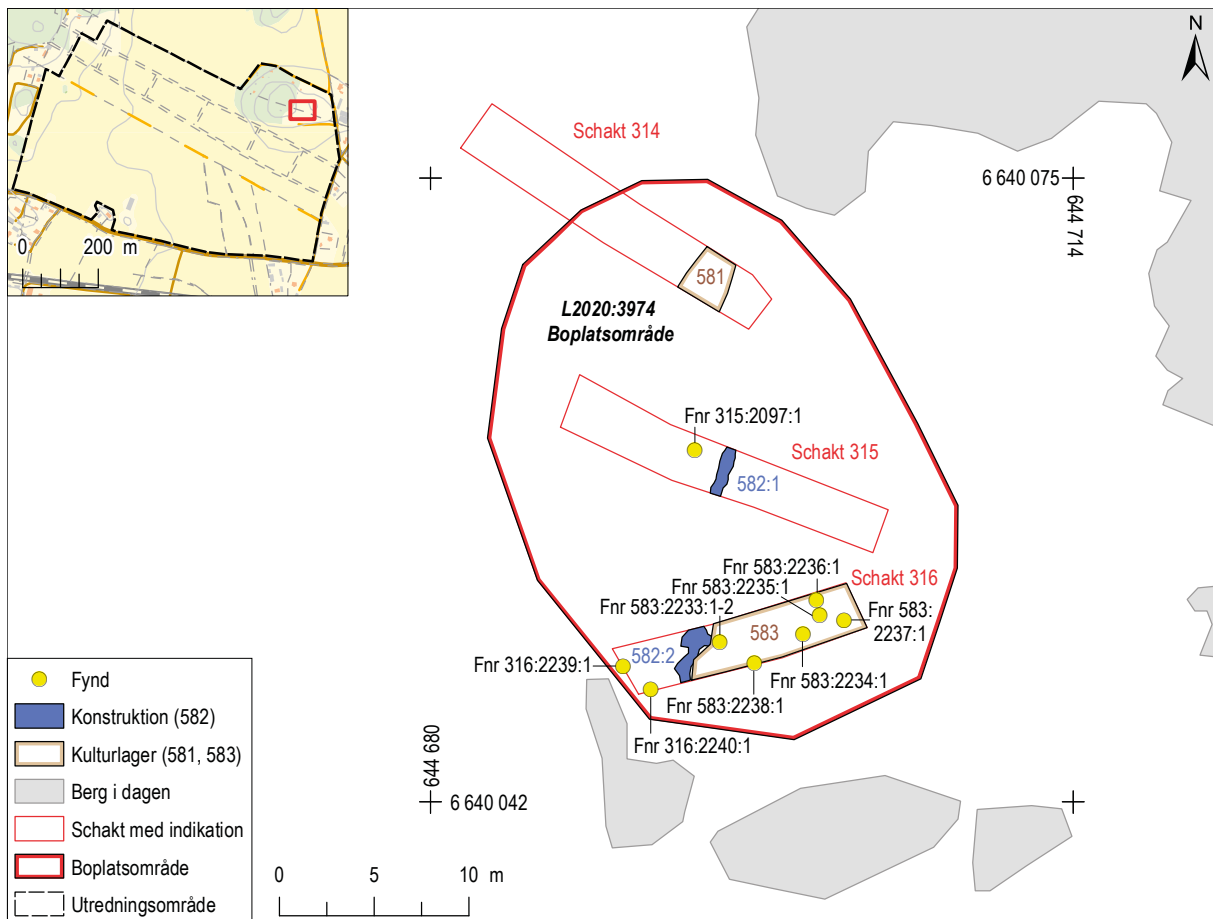 0 200 m
N
Schakt 314
6 640 075
644 714
581
L2020:3974
Boplatsområde
Fnr 315:2097:1
Schakt 315
582:1
Fnr 583:2236:1
Fnr 583:2235:1
Schakt 316
Fnr 583:2233:1-2
Fnr 583:
2237:1
583
582:2
Fnr 316:2239:1
Fnr 583:2234:1
Fnr 583:2238:1
Fnr 316:2240:1
644 680
6 640 042
Fynd
Konstruktion (582)
Kulturlager (581, 583)
Berg i dagen
Schakt med indikation
Boplatsområde
Utredningsområde
0 5 10 m